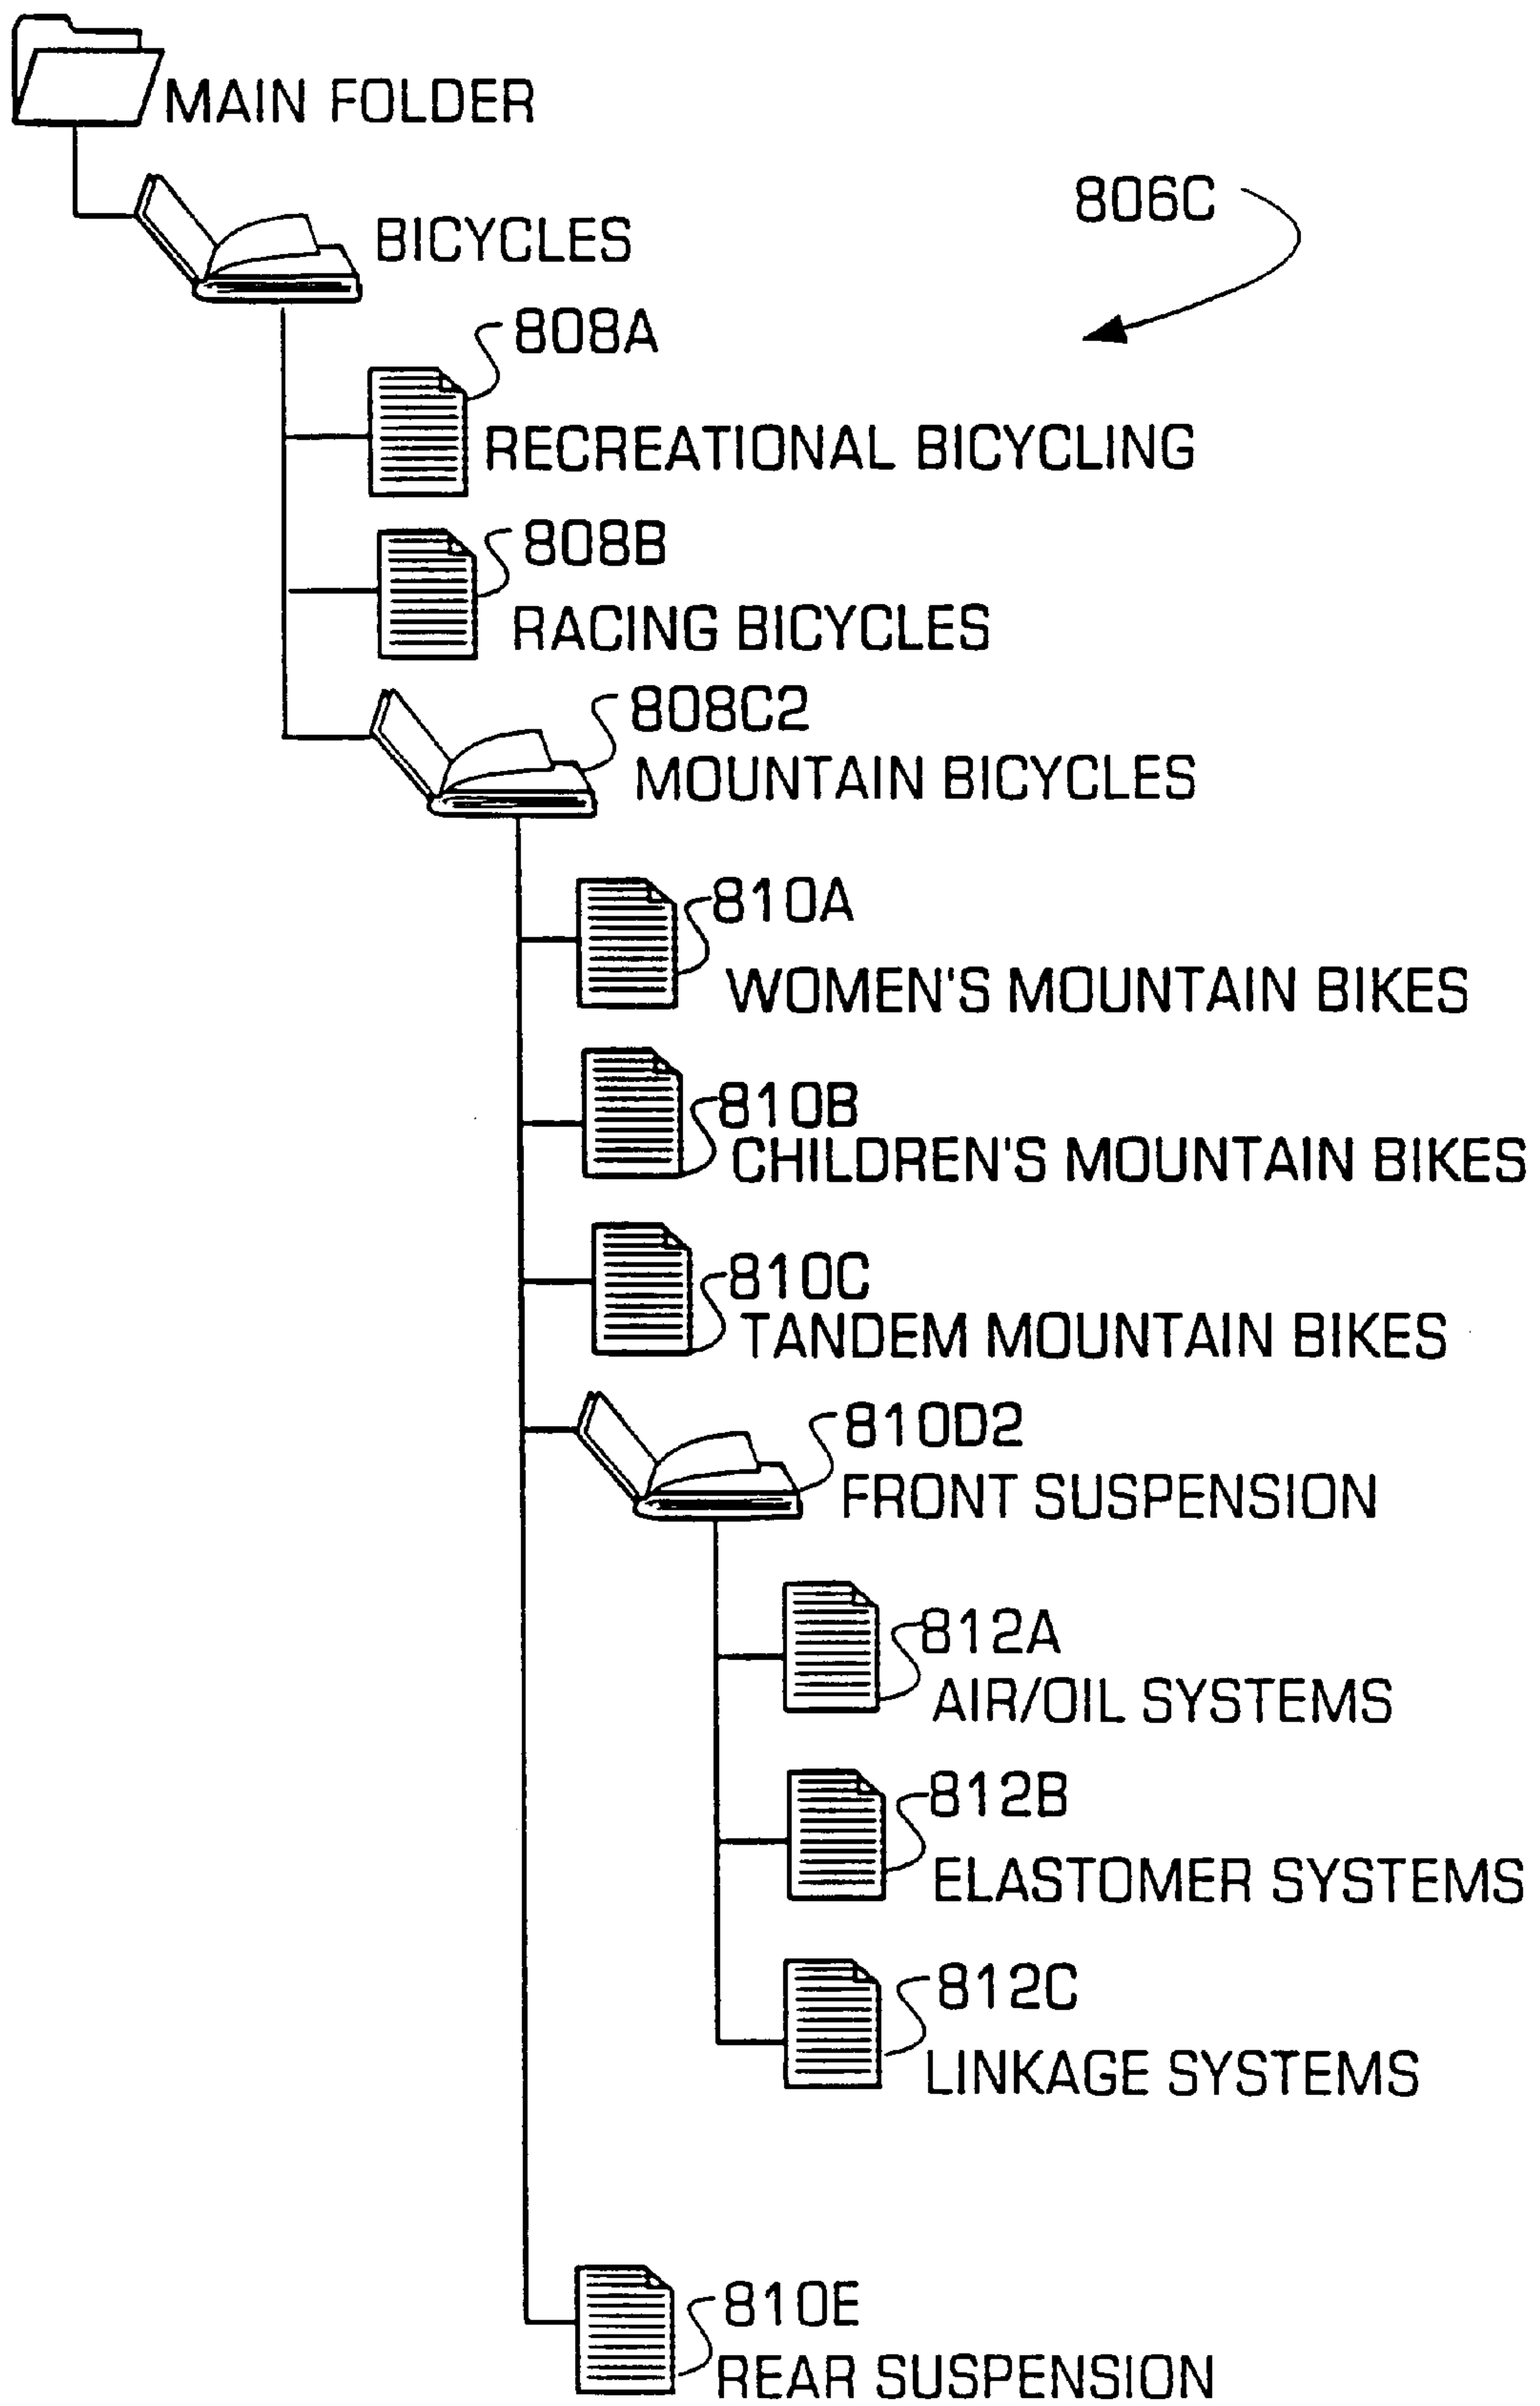 MAIN FOLDER
806C
BICYCLES
808A
RECREATIONAL BICYCLING
808B
RACING BICYCLES
808C2
MOUNTAIN BICYCLES
810A
WOMEN'S MOUNTAIN BIKES
810B
CHILDREN'S MOUNTAIN BIKES
810C
TANDEM MOUNTAIN BIKES
810D2
FRONT SUSPENSION
812A
AIR/OIL SYSTEMS
812B
ELASTOMER SYSTEMS
812C
LINKAGE SYSTEMS
810E
REAR SUSPENSION